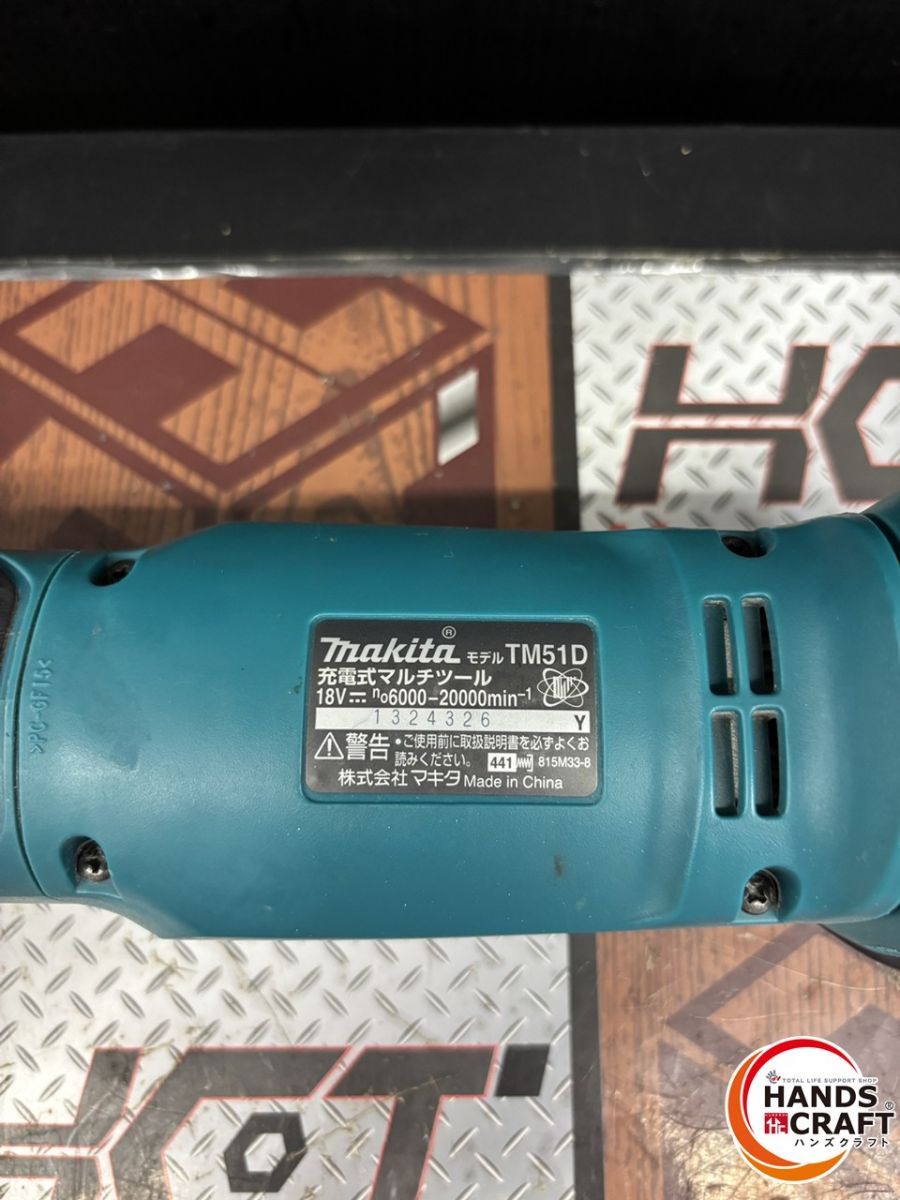 HC
makita® モデル TM51D
充電式マルチツール
18V⎓ n₀6000-20000min⁻¹
1324326 Y
⚠警告 •ご使用前に取扱説明書を必ずよくお
読みください。 441 815M33-8
株式会社マキタ Made in China
>PC-GF15<
HCT
TOTAL LIFE SUPPORT SHOP
HANDS
CRAFT®
ハンズクラフト